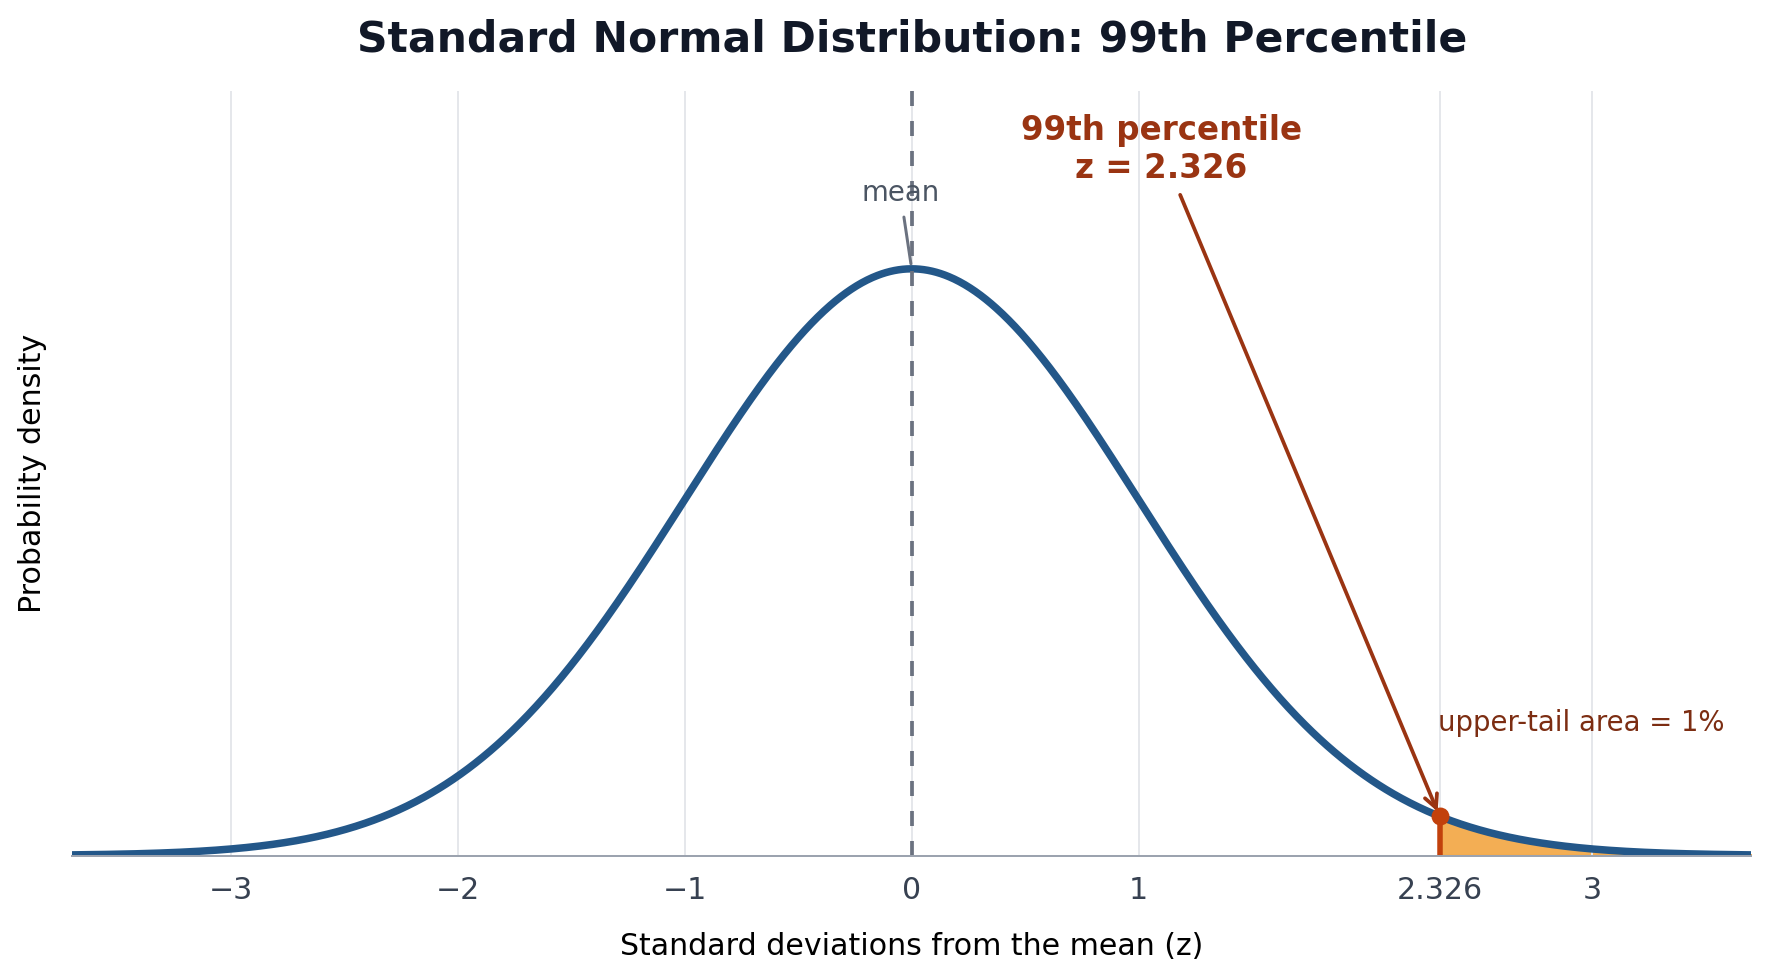 Standard Normal Distribution: 99th Percentile
99th percentile
z = 2.326
mean
Probability density
upper-tail area = 1%
−3 −2 −1 0 1 2.326 3
Standard deviations from the mean (z)